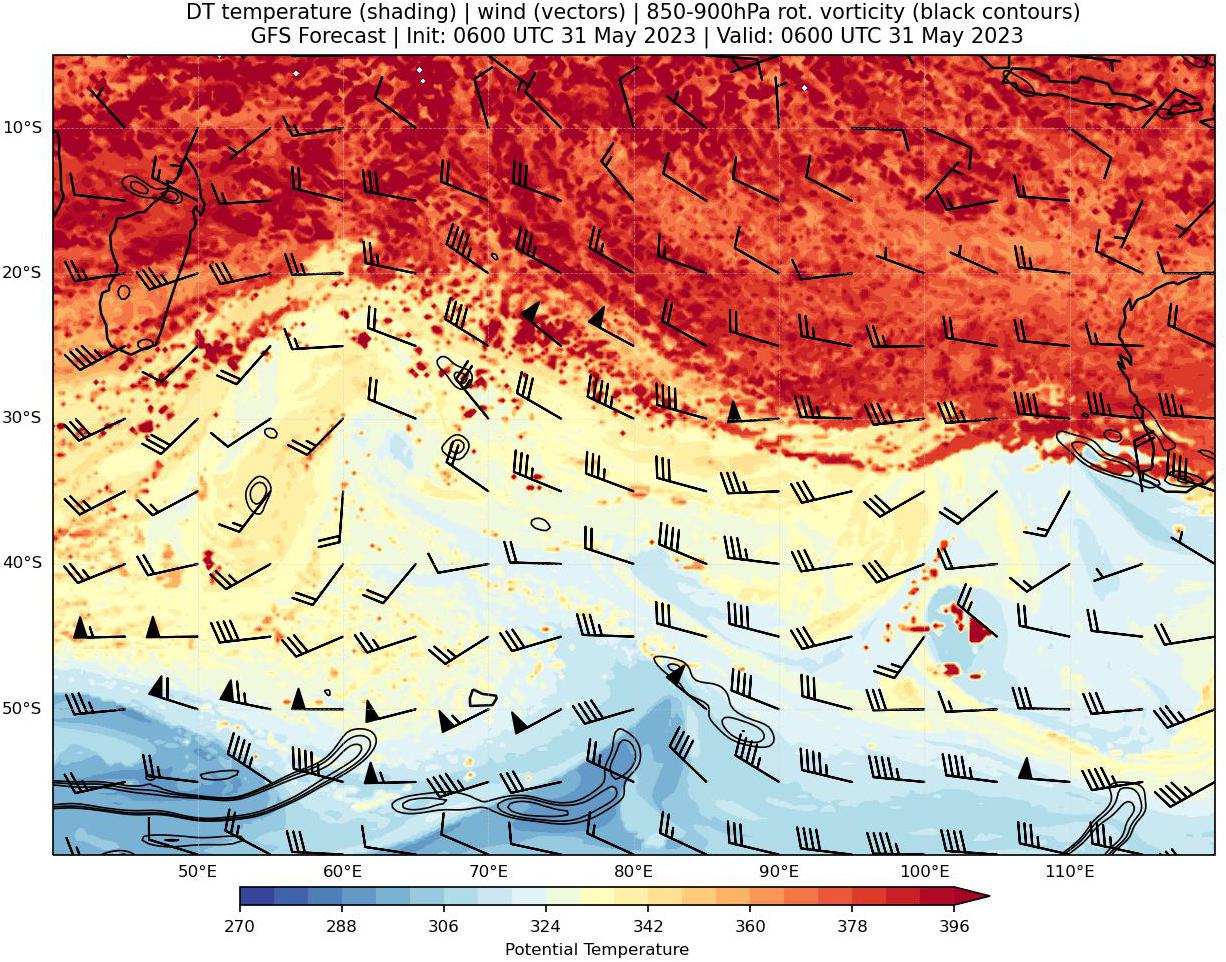 DT temperature (shading) | wind (vectors) | 850-900hPa rot. vorticity (black contours)
GFS Forecast | Init: 0600 UTC 31 May 2023 | Valid: 0600 UTC 31 May 2023
10°S
20°S
30°S
40°S
50°S
50°E 60°E 70°E 80°E 90°E 100°E 110°E
270 288 306 324 342 360 378 396
Potential Temperature